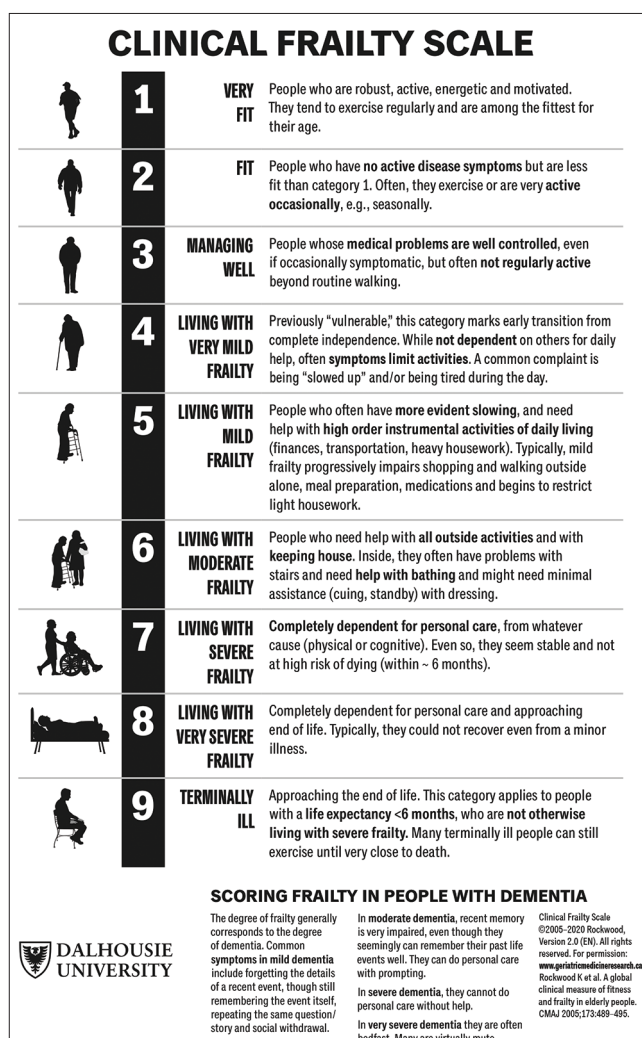 CLINICAL FRAILTY SCALE
1
VERY
FIT
People who are robust, active, energetic and motivated.
They tend to exercise regularly and are among the fittest for
their age.
2
FIT
People who have no active disease symptoms but are less
fit than category 1. Often, they exercise or are very active
occasionally, e.g., seasonally.
3
MANAGING
WELL
People whose medical problems are well controlled, even
if occasionally symptomatic, but often not regularly active
beyond routine walking.
4
LIVING WITH
VERY MILD
FRAILTY
Previously “vulnerable,” this category marks early transition from
complete independence. While not dependent on others for daily
help, often symptoms limit activities. A common complaint is
being “slowed up” and/or being tired during the day.
5
LIVING WITH
MILD
FRAILTY
People who often have more evident slowing, and need
help with high order instrumental activities of daily living
(finances, transportation, heavy housework). Typically, mild
frailty progressively impairs shopping and walking outside
alone, meal preparation, medications and begins to restrict
light housework.
6
LIVING WITH
MODERATE
FRAILTY
People who need help with all outside activities and with
keeping house. Inside, they often have problems with
stairs and need help with bathing and might need minimal
assistance (cuing, standby) with dressing.
7
LIVING WITH
SEVERE
FRAILTY
Completely dependent for personal care, from whatever
cause (physical or cognitive). Even so, they seem stable and not
at high risk of dying (within ~ 6 months).
8
LIVING WITH
VERY SEVERE
FRAILTY
Completely dependent for personal care and approaching
end of life. Typically, they could not recover even from a minor
illness.
9
TERMINALLY
ILL
Approaching the end of life. This category applies to people
with a life expectancy <6 months, who are not otherwise
living with severe frailty. Many terminally ill people can still
exercise until very close to death.
DALHOUSIE
UNIVERSITY
SCORING FRAILTY IN PEOPLE WITH DEMENTIA
The degree of frailty generally
corresponds to the degree
of dementia. Common
symptoms in mild dementia
include forgetting the details
of a recent event, though still
remembering the event itself,
repeating the same question/
story and social withdrawal.
In moderate dementia, recent memory
is very impaired, even though they
seemingly can remember their past life
events well. They can do personal care
with prompting.
In severe dementia, they cannot do
personal care without help.
In very severe dementia they are often
bedfast. Many are virtually mute.
Clinical Frailty Scale
©2005–2020 Rockwood,
Version 2.0 (EN). All rights
reserved. For permission:
www.geriatricmedicineresearch.ca
Rockwood K et al. A global
clinical measure of fitness
and frailty in elderly people.
CMAJ 2005;173:489–495.